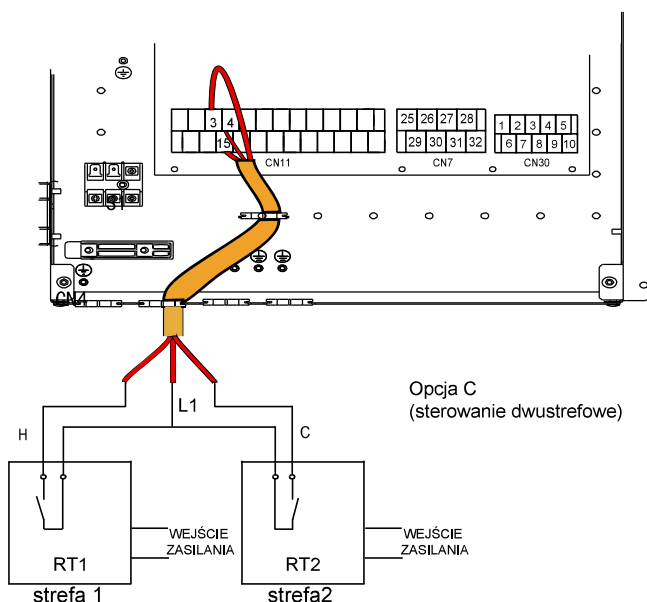 25 26 27 28
1 2 3 4 5
3 4
15
29 30 31 32
6 7 8 9 10
CN11
CN7
CN30
CN4
Opcja C
(sterowanie dwustrefowe)
L1
H
C
WEJŚCIE
ZASILANIA
WEJŚCIE
ZASILANIA
RT1
RT2
strefa 1
strefa2